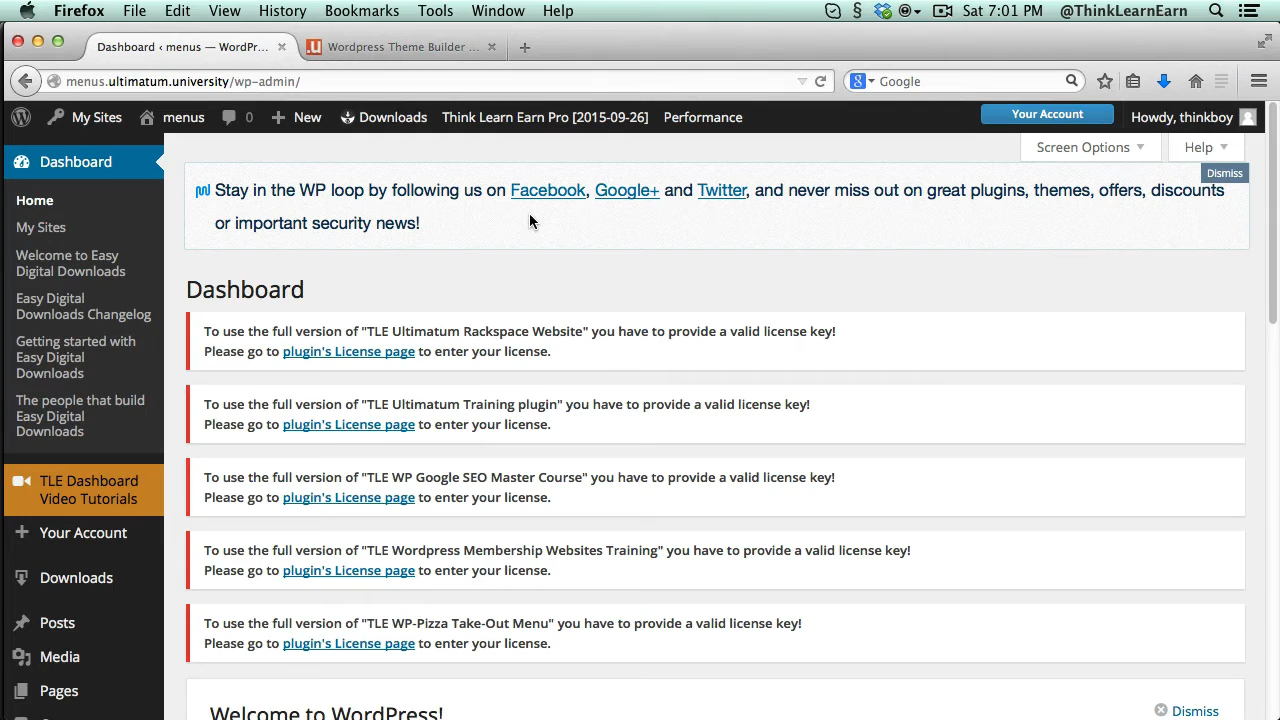 Firefox File Edit View History Bookmarks Tools Window Help Sat 7:01 PM @ThinkLearnEarn
Dashboard ‹ menus — WordPr... Wordpress Theme Builder ...
menus.ultimatum.university/wp-admin/ Google
My Sites menus 0 New Downloads Think Learn Earn Pro [2015-09-26] Performance Your Account Howdy, thinkboy
Screen Options Help
Dismiss
Stay in the WP loop by following us on Facebook, Google+ and Twitter, and never miss out on great plugins, themes, offers, discounts
or important security news!
Dashboard
Home
My Sites
Welcome to Easy
Digital Downloads
Easy Digital
Downloads Changelog
Getting started with
Easy Digital
Downloads
The people that build
Easy Digital
Downloads
TLE Dashboard
Video Tutorials
Your Account
Downloads
Posts
Media
Pages
Dashboard
To use the full version of "TLE Ultimatum Rackspace Website" you have to provide a valid license key!
Please go to plugin's License page to enter your license.
To use the full version of "TLE Ultimatum Training plugin" you have to provide a valid license key!
Please go to plugin's License page to enter your license.
To use the full version of "TLE WP Google SEO Master Course" you have to provide a valid license key!
Please go to plugin's License page to enter your license.
To use the full version of "TLE Wordpress Membership Websites Training" you have to provide a valid license key!
Please go to plugin's License page to enter your license.
To use the full version of "TLE WP-Pizza Take-Out Menu" you have to provide a valid license key!
Please go to plugin's License page to enter your license.
Welcome to WordPress!
Dismiss